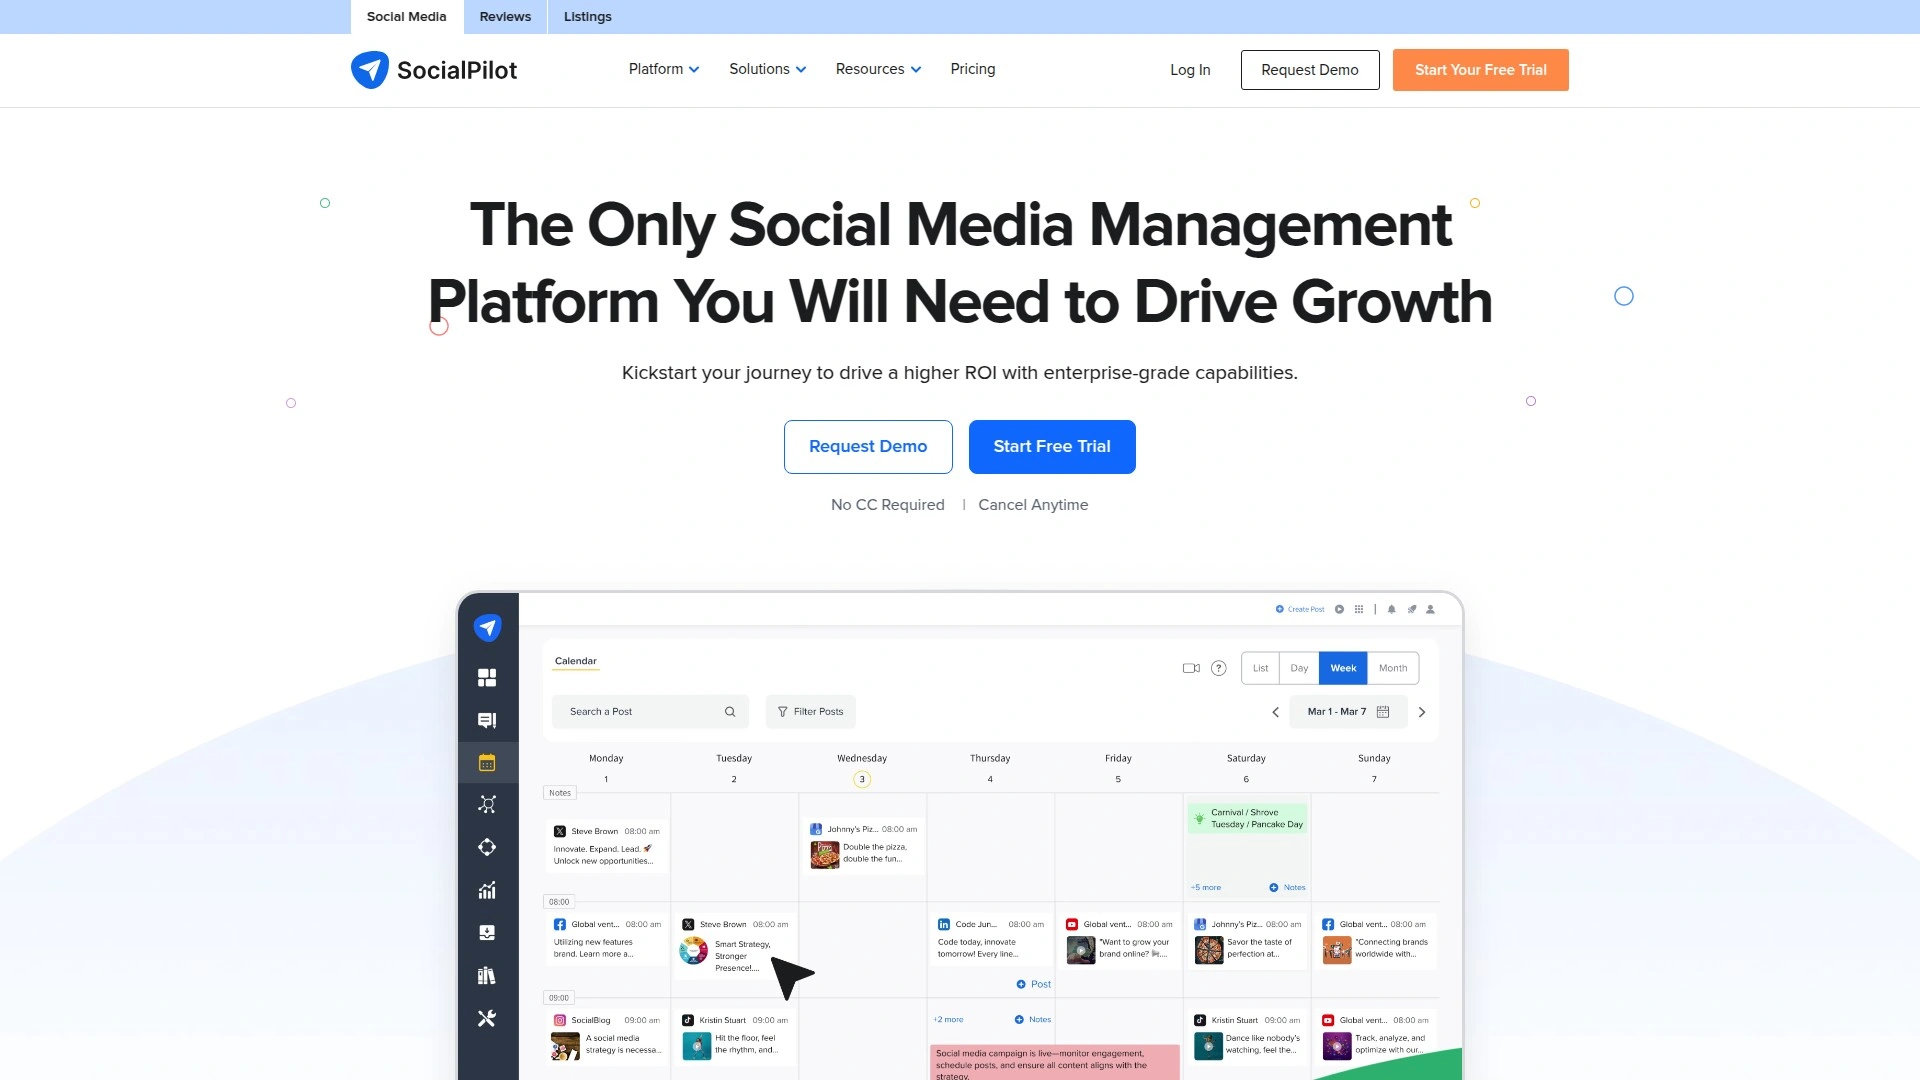 Social Media
Reviews
Listings
SocialPilot
Platform
Solutions
Resources
Pricing
Log In
Request Demo
Start Your Free Trial
The Only Social Media Management
Platform You Will Need to Drive Growth
Kickstart your journey to drive a higher ROI with enterprise-grade capabilities.
Request Demo
Start Free Trial
No CC Required | Cancel Anytime
Create Post
Calendar
List
Day
Week
Month
Search a Post
Filter Posts
Mar 1 - Mar 7
Monday
Tuesday
Wednesday
Thursday
Friday
Saturday
Sunday
1
2
3
4
5
6
7
Notes
Steve Brown 08:00 am
Innovate. Expand. Lead. 🚀
Unlock new opportunities...
Johnny's Piz... 08:00 am
Double the pizza,
double the fun...
Carnival / Shrove
Tuesday / Pancake Day
+5 more
Notes
08:00
Global vent... 08:00 am
Utilizing new features
brand. Learn more a...
Steve Brown 08:00 am
Smart Strategy,
Stronger
Presence!....
Code Jun... 08:00 am
Code today, innovate
tomorrow! Every line...
Post
Global vent... 08:00 am
"Want to grow your
brand online? 🎬....
Johnny's Piz... 08:00 am
Savor the taste of
perfection at...
Global vent... 08:00 am
"Connecting brands
worldwide with...
09:00
SocialBlog 09:00 am
A social media
strategy is necessa...
Kristin Stuart 09:00 am
Hit the floor, feel
the rhythm, and...
+2 more
Notes
Social media campaign is live—monitor engagement,
schedule posts, and ensure all content aligns with the
strategy.
Kristin Stuart 09:00 am
Dance like nobody's
watching, feel the...
Global vent... 08:00 am
Track, analyze, and
optimize with our...